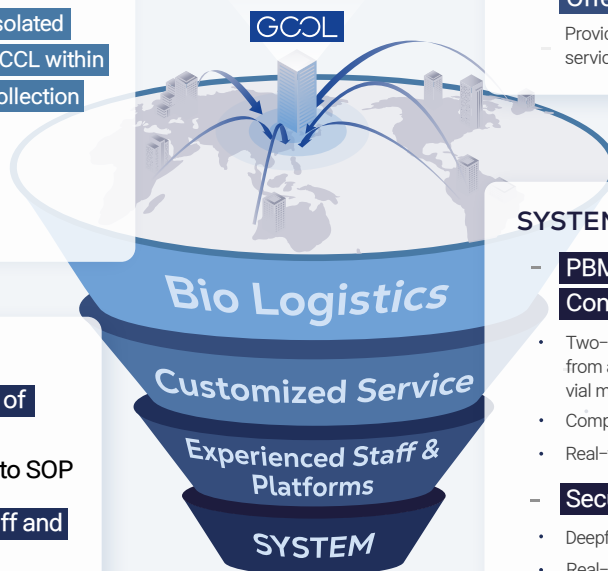 solated
CCL within
ollection
GCCL
Bio Logistics
Customized Service
Experienced Staff &
Platforms
SYSTEM
of
to SOP
ff and
Provid
servic
SYSTEM
PBM
Con
Two-
from a
vial m
Comp
Real-
Secu
Deepf
Real-